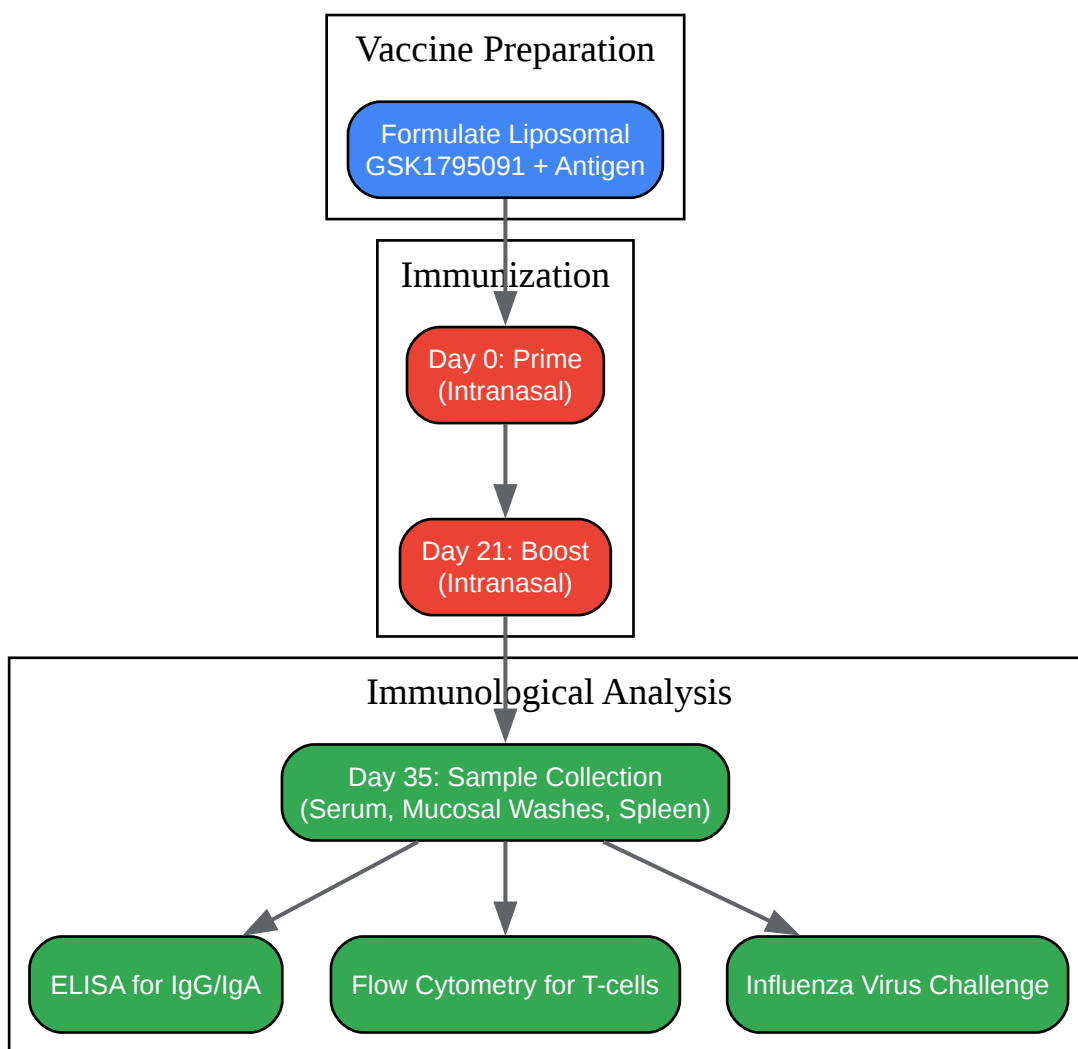 Vaccine Preparation
Formulate Liposomal
GSK1795091 + Antigen
Immunization
Day 0: Prime
(Intranasal)
Day 21: Boost
(Intranasal)
Immunological Analysis
Day 35: Sample Collection
(Serum, Mucosal Washes, Spleen)
ELISA for IgG/IgA
Flow Cytometry for T-cells
Influenza Virus Challenge